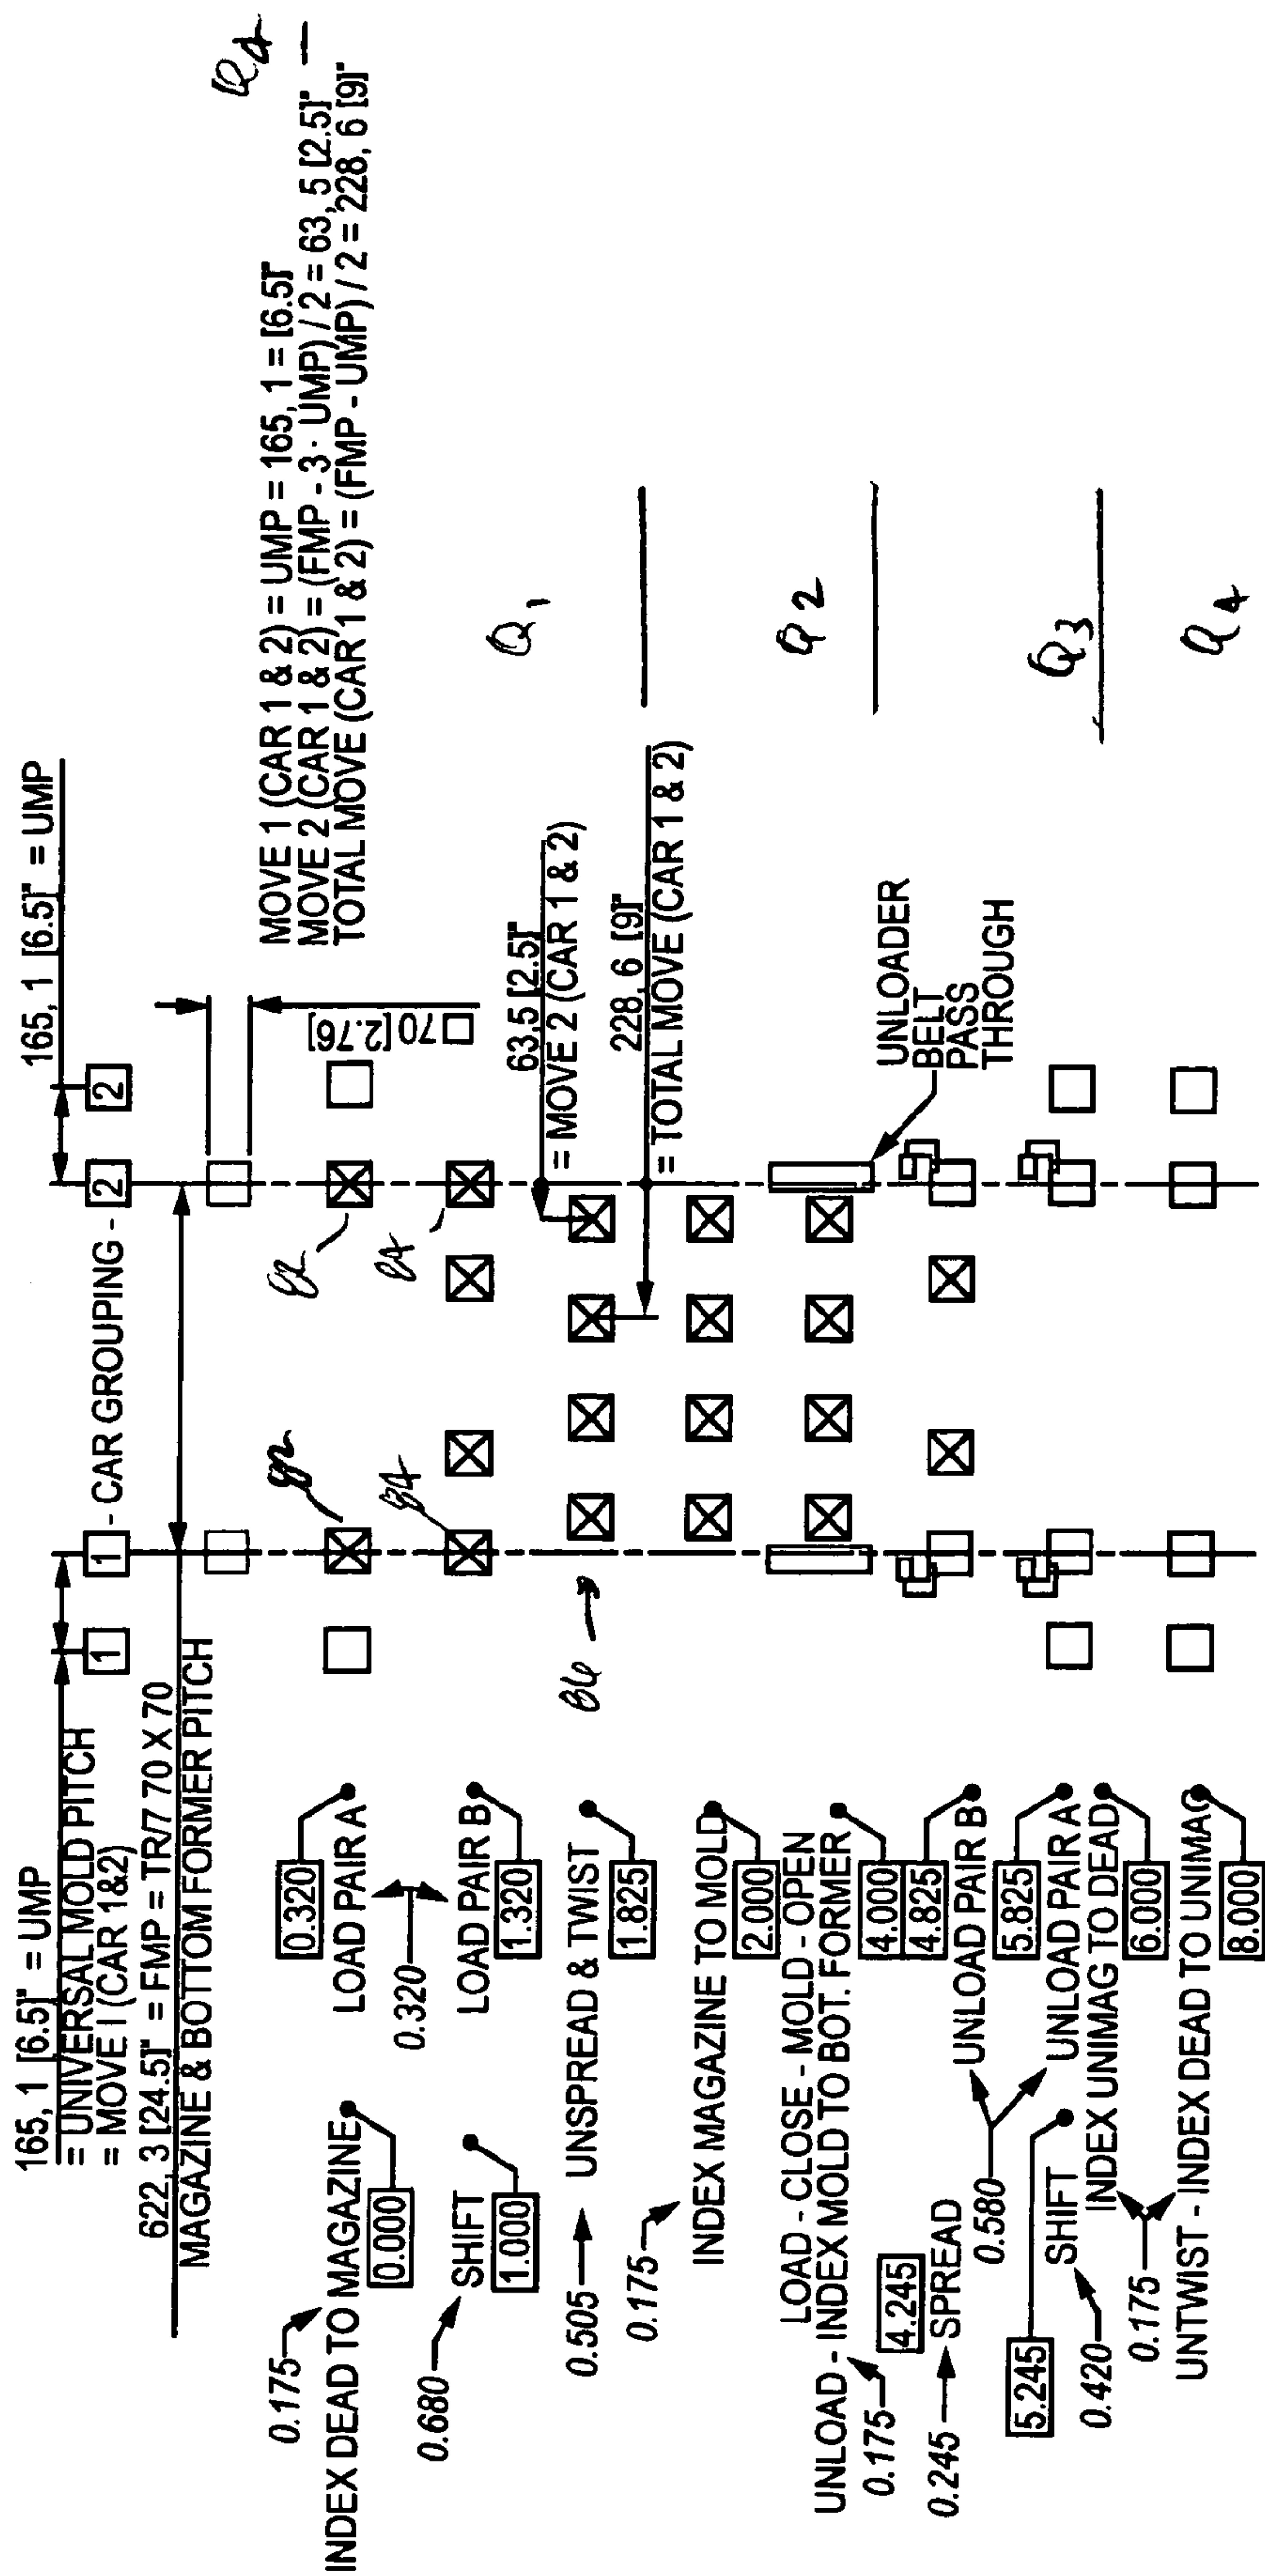 165, 1 [6.5]" = UMP
= UNIVERSAL MOLD PITCH
= MOVE I (CAR 1&2)
622, 3 [24.5]" = FMP = TR/7 70 X 70
MAGAZINE & BOTTOM FORMER PITCH
1
1
- CAR GROUPING -
2
2
165, 1 [6.5]" = UMP
□70 [2.76]
MOVE 1 (CAR 1 & 2) = UMP = 165, 1 = [6.5]"
MOVE 2 (CAR 1 & 2) = (FMP - 3 · UMP) / 2 = 63, 5 [2.5]"
TOTAL MOVE (CAR 1 & 2) = (FMP - UMP) / 2 = 228, 6 [9]"
Q4
0.175
INDEX DEAD TO MAGAZINE
0.000
0.320
LOAD PAIR A
82
82
0.320
0.680
SHIFT
1.000
LOAD PAIR B
1.320
84
84
Q1
0.505
UNSPREAD & TWIST
1.825
86
63,5 [2.5]"
= MOVE 2 (CAR 1 & 2)
228, 6 [9]"
= TOTAL MOVE (CAR 1 & 2)
0.175
INDEX MAGAZINE TO MOLD
2.000
Q2
LOAD - CLOSE - MOLD - OPEN
UNLOAD - INDEX MOLD TO BOT. FORMER
0.175
4.000
UNLOADER
BELT
PASS
THROUGH
4.245
0.245
SPREAD
4.825
UNLOAD PAIR B
0.580
Q3
5.245
SHIFT
0.420
5.825
UNLOAD PAIR A
INDEX UNIMAG TO DEAD
6.000
0.175
UNTWIST - INDEX DEAD TO UNIMAG
8.000
Q4